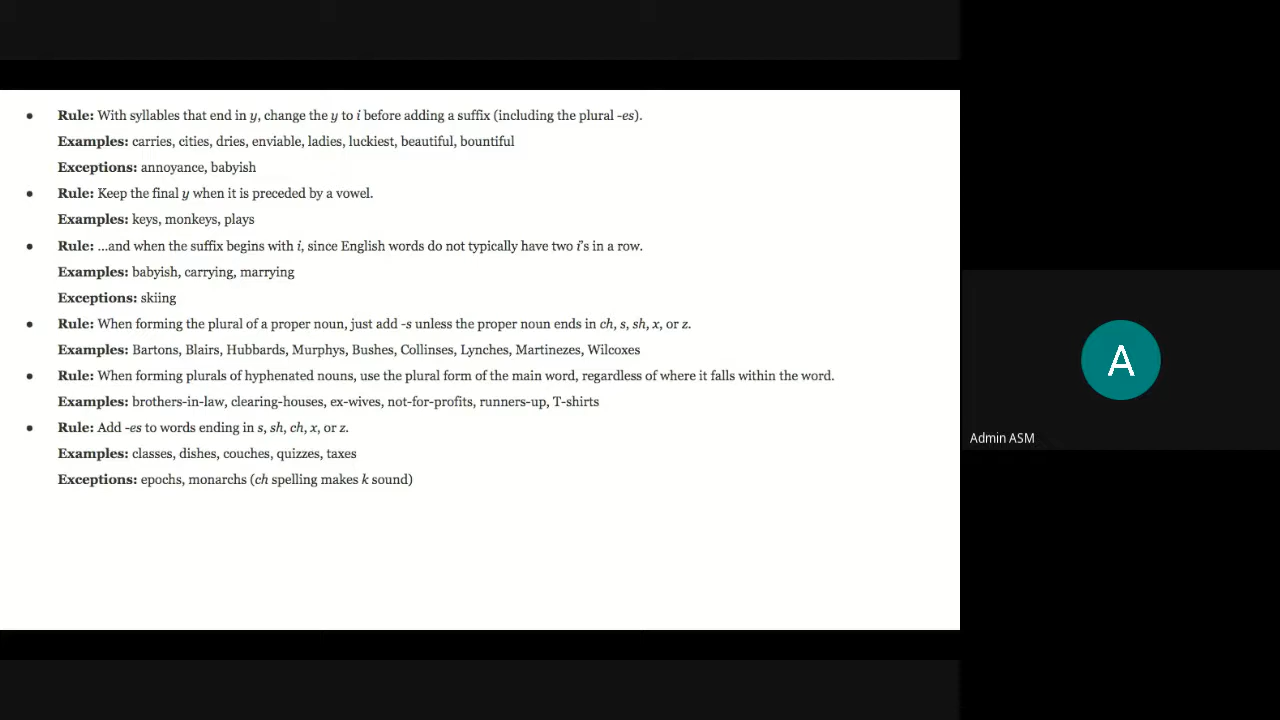 • Rule: With syllables that end in y, change the y to i before adding a suffix (including the plural -es).
Examples: carries, cities, dries, enviable, ladies, luckiest, beautiful, bountiful
Exceptions: annoyance, babyish
• Rule: Keep the final y when it is preceded by a vowel.
Examples: keys, monkeys, plays
• Rule: ...and when the suffix begins with i, since English words do not typically have two i's in a row.
Examples: babyish, carrying, marrying
Exceptions: skiing
• Rule: When forming the plural of a proper noun, just add -s unless the proper noun ends in ch, s, sh, x, or z.
Examples: Bartons, Blairs, Hubbards, Murphys, Bushes, Collinses, Lynches, Martinezes, Wilcoxes
• Rule: When forming plurals of hyphenated nouns, use the plural form of the main word, regardless of where it falls within the word.
Examples: brothers-in-law, clearing-houses, ex-wives, not-for-profits, runners-up, T-shirts
• Rule: Add -es to words ending in s, sh, ch, x, or z.
Examples: classes, dishes, couches, quizzes, taxes
Exceptions: epochs, monarchs (ch spelling makes k sound)
A
Admin ASM